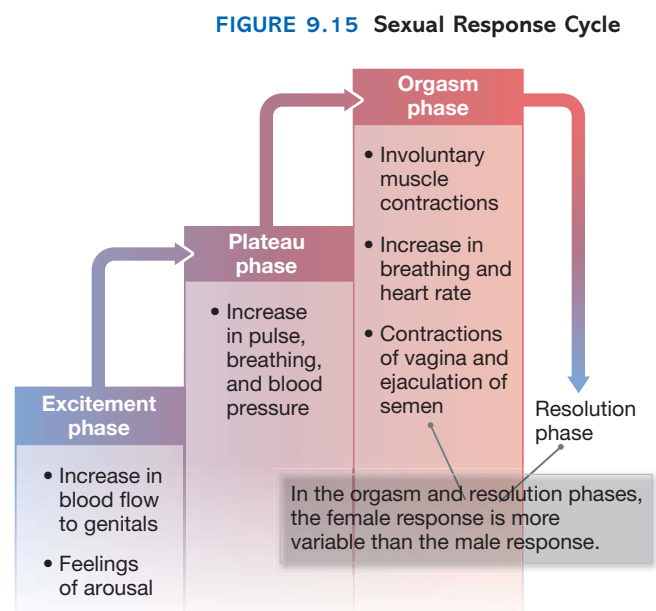 FIGURE 9.15 Sexual Response Cycle
Excitement
phase
• Increase in
blood flow
to genitals
• Feelings
of arousal
Plateau
phase
• Increase
in pulse,
breathing,
and blood
pressure
Orgasm
phase
• Involuntary
muscle
contractions
• Increase in
breathing and
heart rate
• Contractions
of vagina and
ejaculation of
semen
Resolution
phase
In the orgasm and resolution phases,
the female response is more
variable than the male response.